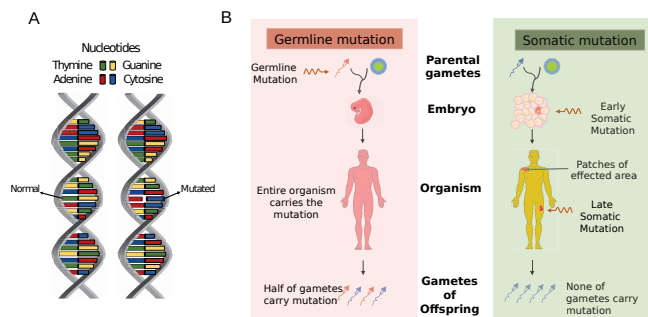 A
Nucleotides
Thymine Guanine
Adenine Cytosine
Normal
Mutated
B
Germline mutation
Germline
Mutation
Entire organism
carries the
mutation
Half of gametes
carry mutation
Parental
gametes
Embryo
Organism
Gametes
of
Offspring
Somatic mutation
Early
Somatic
Mutation
Patches of
effected area
Late
Somatic
Mutation
None of
gametes carry
mutation